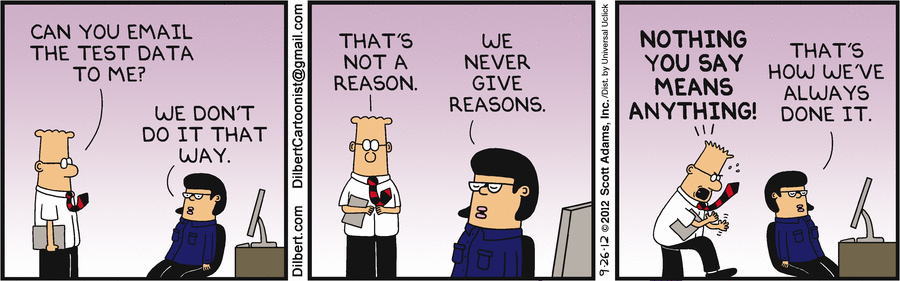 CAN YOU EMAIL
THE TEST DATA
TO ME?
WE DON'T
DO IT THAT
WAY.
Dilbert.com DilbertCartoonist@gmail.com
THAT'S
NOT A
REASON.
WE
NEVER
GIVE
REASONS.
9-26-12 ©2012 Scott Adams, Inc. /Dist. by Universal Uclick
NOTHING
YOU SAY
MEANS
ANYTHING!
THAT'S
HOW WE'VE
ALWAYS
DONE IT.